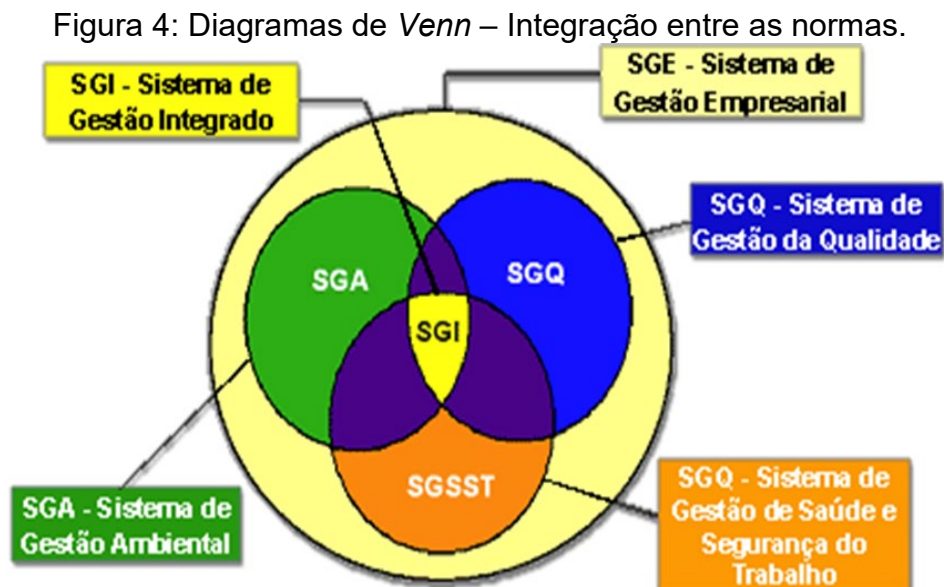 Figura 4: Diagramas de Venn – Integração entre as normas.
SGI - Sistema de
Gestão Integrado
SGE - Sistema de
Gestão Empresarial
SGQ - Sistema de
Gestão da Qualidade
SGA
SGQ
SGI
SGSST
SGA - Sistema de
Gestão Ambiental
SGQ - Sistema de
Gestão de Saúde e
Segurança do
Trabalho